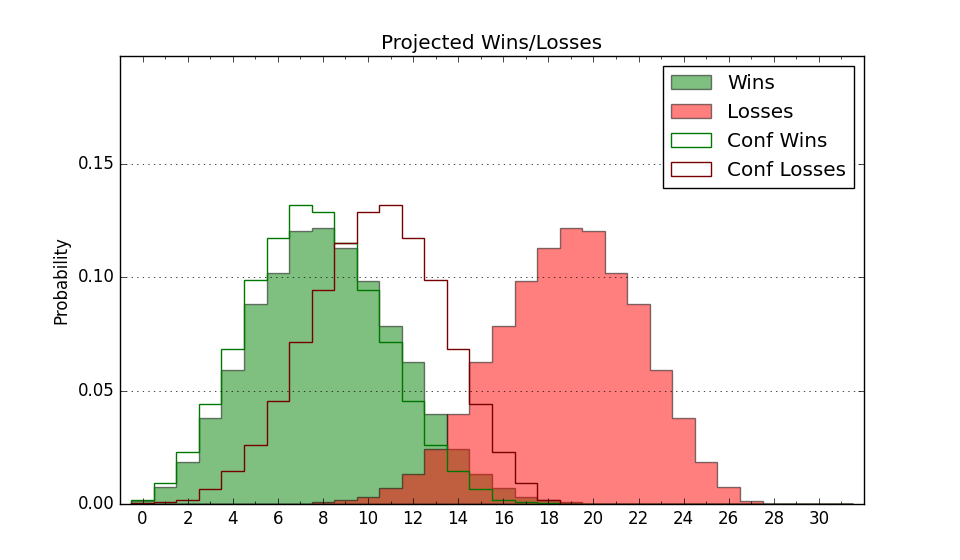 Projected Wins/Losses
Wins
Losses
Conf Wins
Conf Losses
Probability
0.15
0.10
0.05
0.00
0 2 4 6 8 10 12 14 16 18 20 22 24 26 28 30